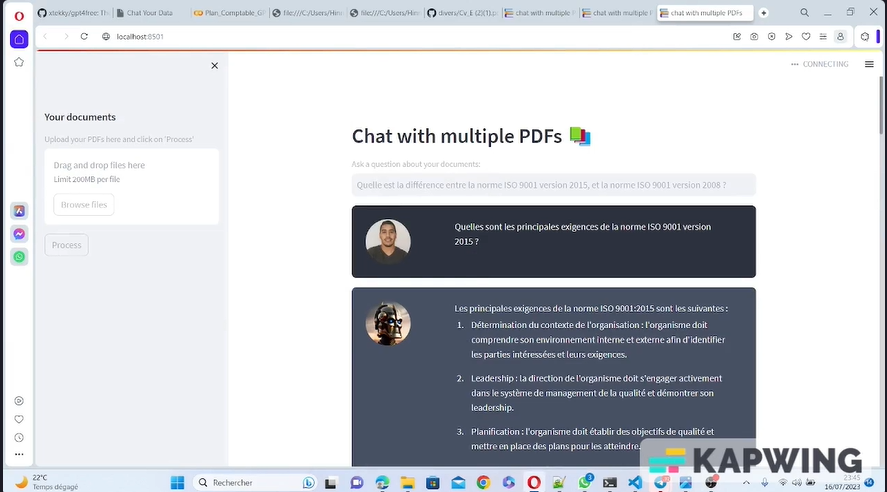 xtekky/gpt4free: Th
Chat Your Data
Plan_Comptable_G
file:///C:/Users/Hin
file:///C:/Users/Hin
divers/Cv_E (2)(1).p
chat with multiple
chat with multiple
chat with multiple PDFs
localhost:8501
CONNECTING
Your documents
Upload your PDFs here and click on 'Process'
Drag and drop files here
Limit 200MB per file
Browse files
Process
Chat with multiple PDFs
Ask a question about your documents:
Quelle est la différence entre la norme ISO 9001 version 2015, et la norme ISO 9001 version 2008 ?
Quelles sont les principales exigences de la norme ISO 9001 version
2015 ?
Les principales exigences de la norme ISO 9001:2015 sont les suivantes :
1. Détermination du contexte de l'organisation : l'organisme doit
comprendre son environnement interne et externe afin d'identifier
les parties intéressées et leurs exigences.
2. Leadership : la direction de l'organisme doit s'engager activement
dans le système de management de la qualité et démontrer son
leadership.
3. Planification : l'organisme doit établir des objectifs de qualité et
mettre en place des plans pour les atteindre.
KAPWING
22°C
Temps dégagé
Rechercher
23:45
16/07/2023